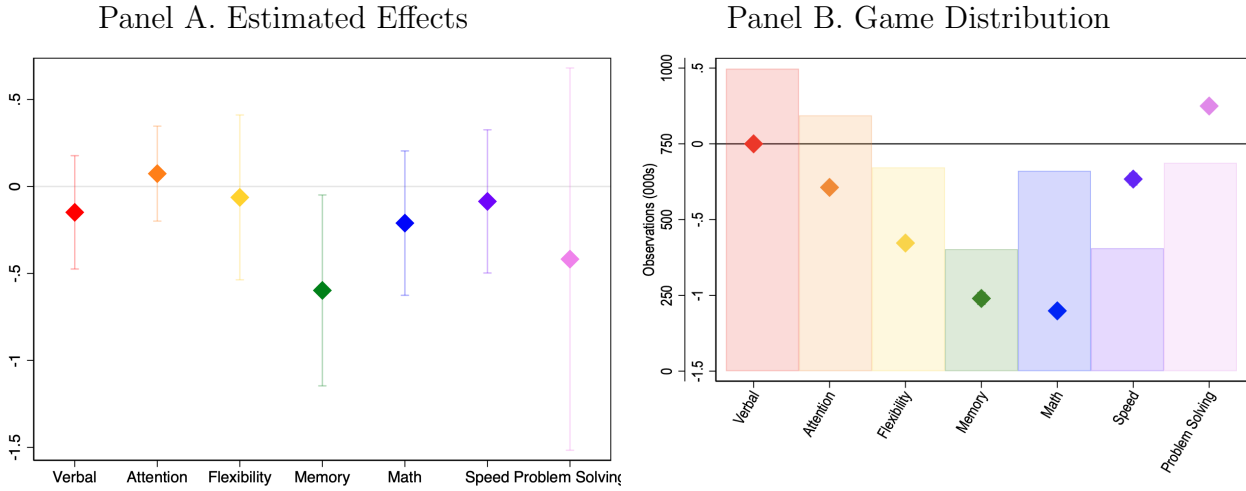 Panel A. Estimated Effects
.5
0
-.5
-1
-1.5
Verbal Attention Flexibility Memory Math Speed Problem Solving
Panel B. Game Distribution
Observations (000s)
1000
750
500
250
0
.5
0
-.5
-1
-1.5
Verbal
Attention
Flexibility
Memory
Math
Speed
Problem Solving